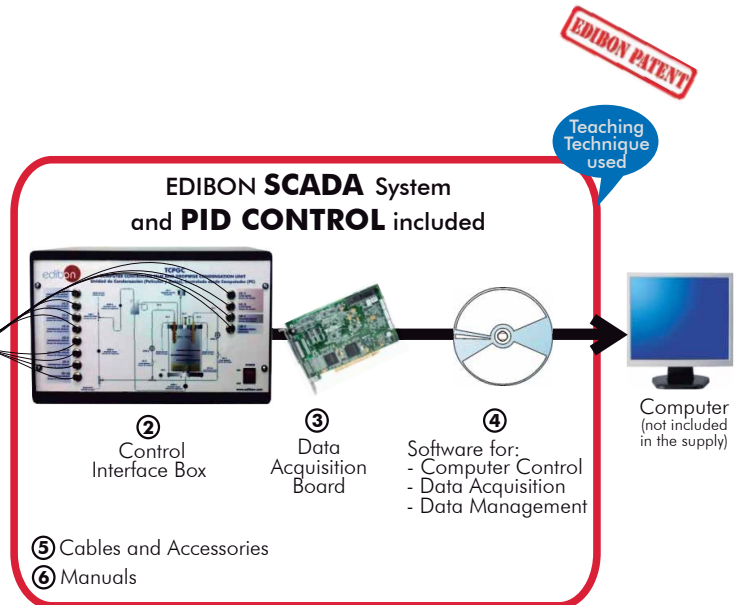 EDIBON PATENT
Teaching
Technique
used
EDIBON SCADA System
and PID CONTROL included
edibon
TCPGC
②
Control
Interface Box
③
Data
Acquisition
Board
④
Software for:
- Computer Control
- Data Acquisition
- Data Management
Computer
(not included
in the supply)
⑤ Cables and Accessories
⑥ Manuals